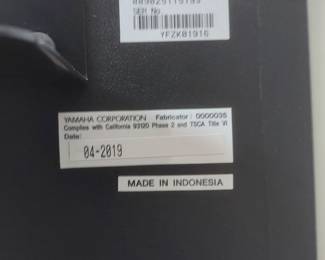 SER No
YFZK01916
YAMAHA CORPORATION Fabricator: 0000035
Complies with California 93120 Phase 2 and TSCA Title VI
Date:
04-2019
MADE IN INDONESIA